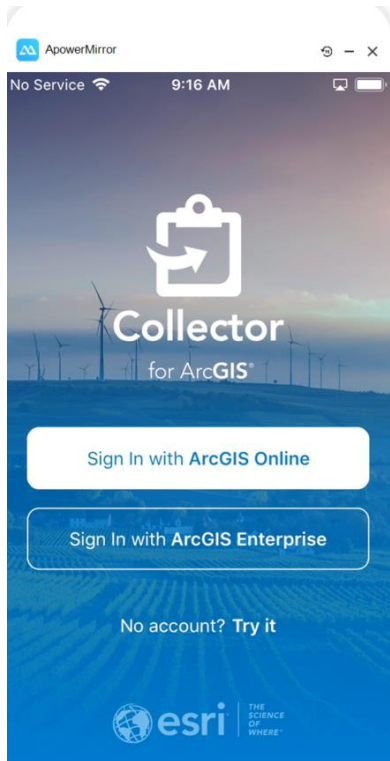 ApowerMirror
No Service 9:16 AM
Collector
for ArcGIS®
Sign In with ArcGIS Online
Sign In with ArcGIS Enterprise
No account? Try it
esri THE
SCIENCE
OF
WHERE™